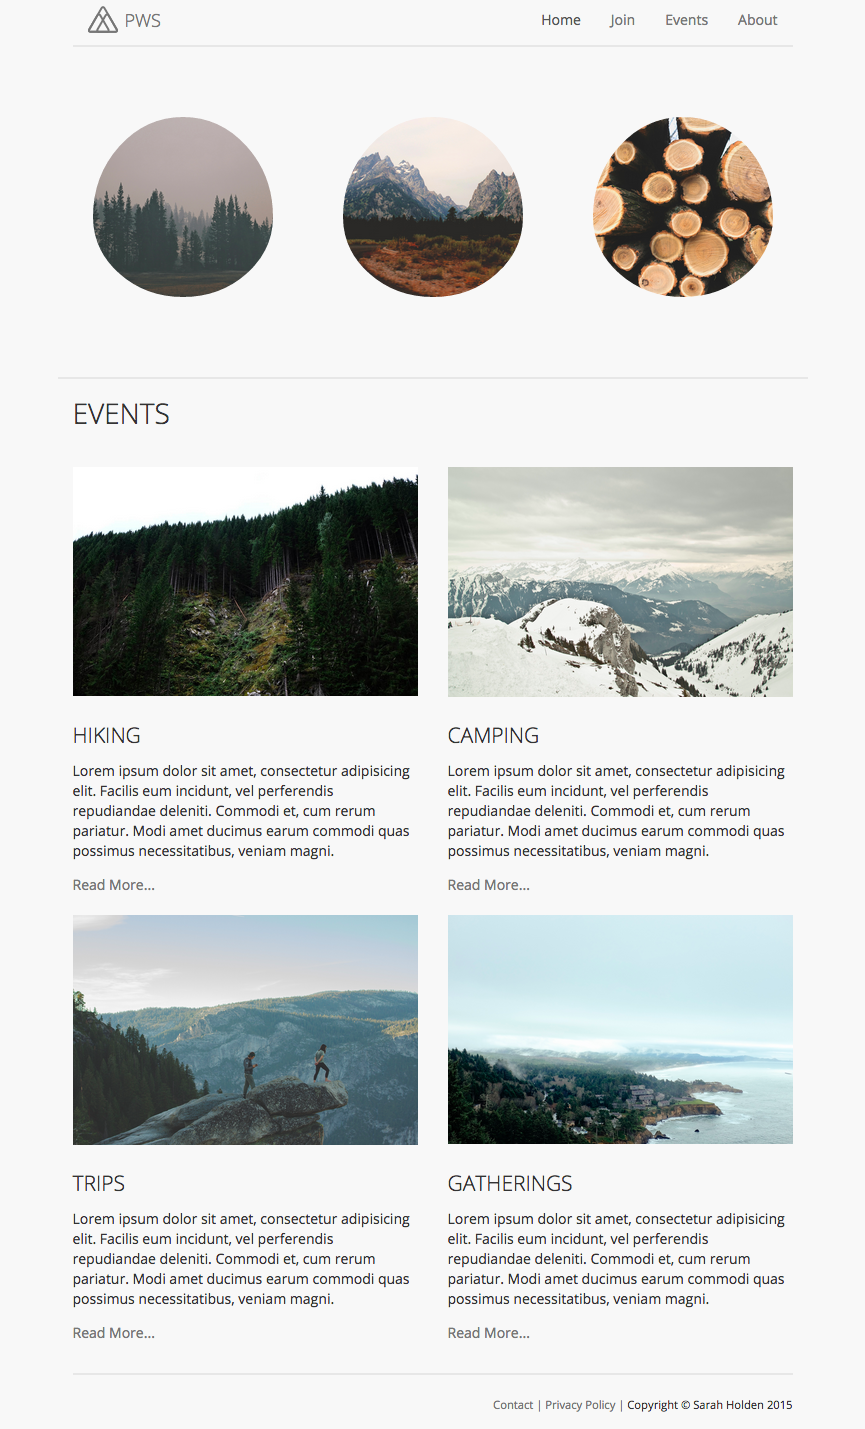 PWS
Home Join Events About
EVENTS
HIKING
Lorem ipsum dolor sit amet, consectetur adipisicing
elit. Facilis eum incidunt, vel perferendis
repudiandae deleniti. Commodi et, cum rerum
pariatur. Modi amet ducimus earum commodi quas
possimus necessitatibus, veniam magni.
Read More...
CAMPING
Lorem ipsum dolor sit amet, consectetur adipisicing
elit. Facilis eum incidunt, vel perferendis
repudiandae deleniti. Commodi et, cum rerum
pariatur. Modi amet ducimus earum commodi quas
possimus necessitatibus, veniam magni.
Read More...
TRIPS
Lorem ipsum dolor sit amet, consectetur adipisicing
elit. Facilis eum incidunt, vel perferendis
repudiandae deleniti. Commodi et, cum rerum
pariatur. Modi amet ducimus earum commodi quas
possimus necessitatibus, veniam magni.
Read More...
GATHERINGS
Lorem ipsum dolor sit amet, consectetur adipisicing
elit. Facilis eum incidunt, vel perferendis
repudiandae deleniti. Commodi et, cum rerum
pariatur. Modi amet ducimus earum commodi quas
possimus necessitatibus, veniam magni.
Read More...
Contact | Privacy Policy | Copyright © Sarah Holden 2015